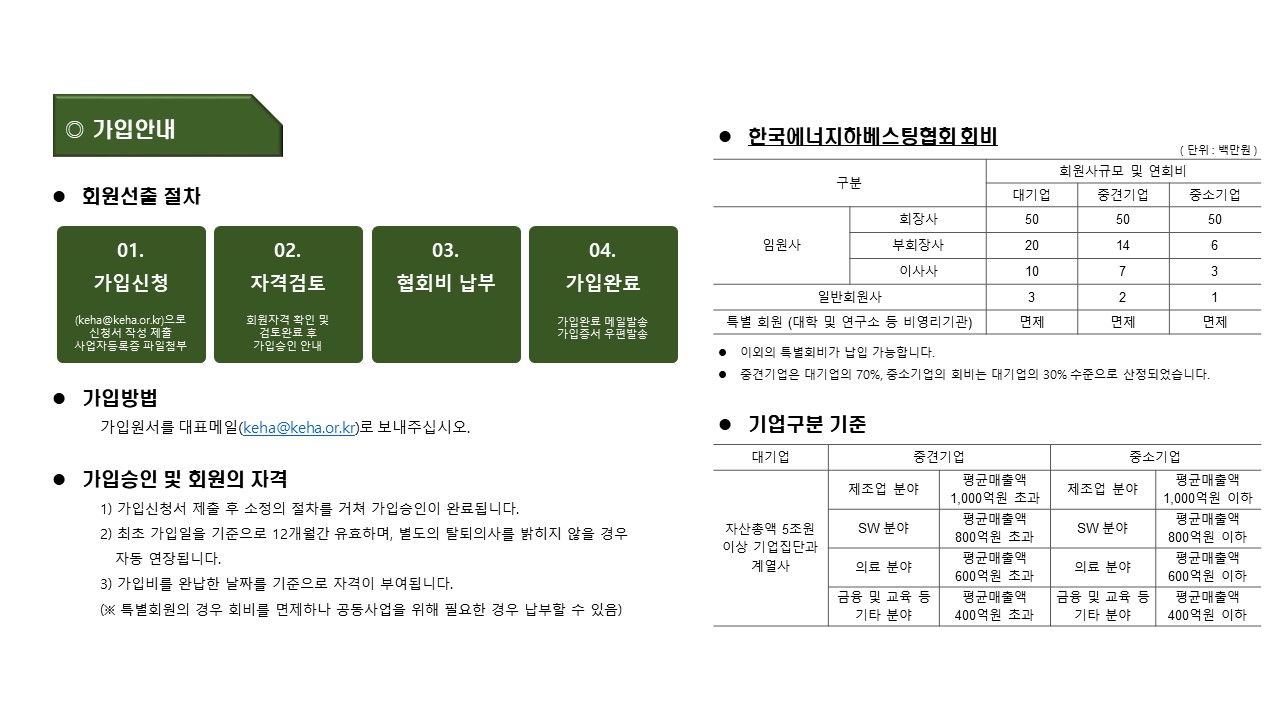 ◎ 가입안내
● 회원선출 절차
01.
가입신청
(keha@keha.or.kr)으로
신청서 작성 제출
사업자등록증 파일첨부
02.
자격검토
회원자격 확인 및
검토완료 후
가입승인 안내
03.
협회비 납부
04.
가입완료
가입완료 메일발송
가입증서 우편발송
● 가입방법
가입원서를 대표메일(keha@keha.or.kr)로 보내주십시오.
● 가입승인 및 회원의 자격
1) 가입신청서 제출 후 소정의 절차를 거쳐 가입승인이 완료됩니다.
2) 최초 가입일을 기준으로 12개월간 유효하며, 별도의 탈퇴의사를 밝히지 않을 경우
자동 연장됩니다.
3) 가입비를 완납한 날짜를 기준으로 자격이 부여됩니다.
(※ 특별회원의 경우 회비를 면제하나 공동사업을 위해 필요한 경우 납부할 수 있음)
● 한국에너지하베스팅협회 회비
( 단위 : 백만원 )
구분 회원사규모 및 연회비
대기업 중견기업 중소기업
임원사 회장사 50 50 50
부회장사 20 14 6
이사사 10 7 3
일반회원사 3 2 1
특별 회원 (대학 및 연구소 등 비영리기관) 면제 면제 면제
● 이외의 특별회비가 납입 가능합니다.
● 중견기업은 대기업의 70%, 중소기업의 회비는 대기업의 30% 수준으로 산정되었습니다.
● 기업구분 기준
대기업 중견기업 중소기업
자산총액 5조원
이상 기업집단과
계열사
제조업 분야 평균매출액
1,000억원 초과
제조업 분야 평균매출액
1,000억원 이하
SW 분야 평균매출액
800억원 초과
SW 분야 평균매출액
800억원 이하
의료 분야 평균매출액
600억원 초과
의료 분야 평균매출액
600억원 이하
금융 및 교육 등
기타 분야
평균매출액
400억원 초과
금융 및 교육 등
기타 분야
평균매출액
400억원 이하